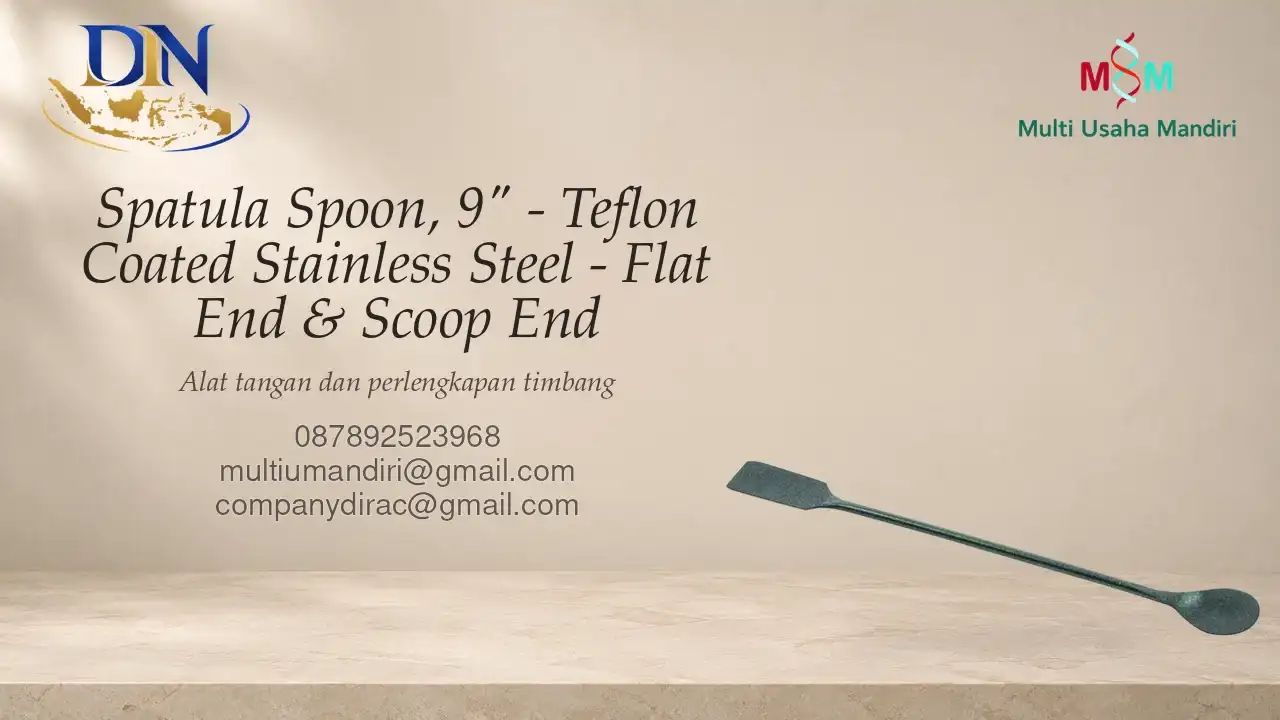 DIN
M M
Multi Usaha Mandiri
Spatula Spoon, 9" - Teflon
Coated Stainless Steel - Flat
End & Scoop End
Alat tangan dan perlengkapan timbang
087892523968
multiumandiri@gmail.com
companydirac@gmail.com